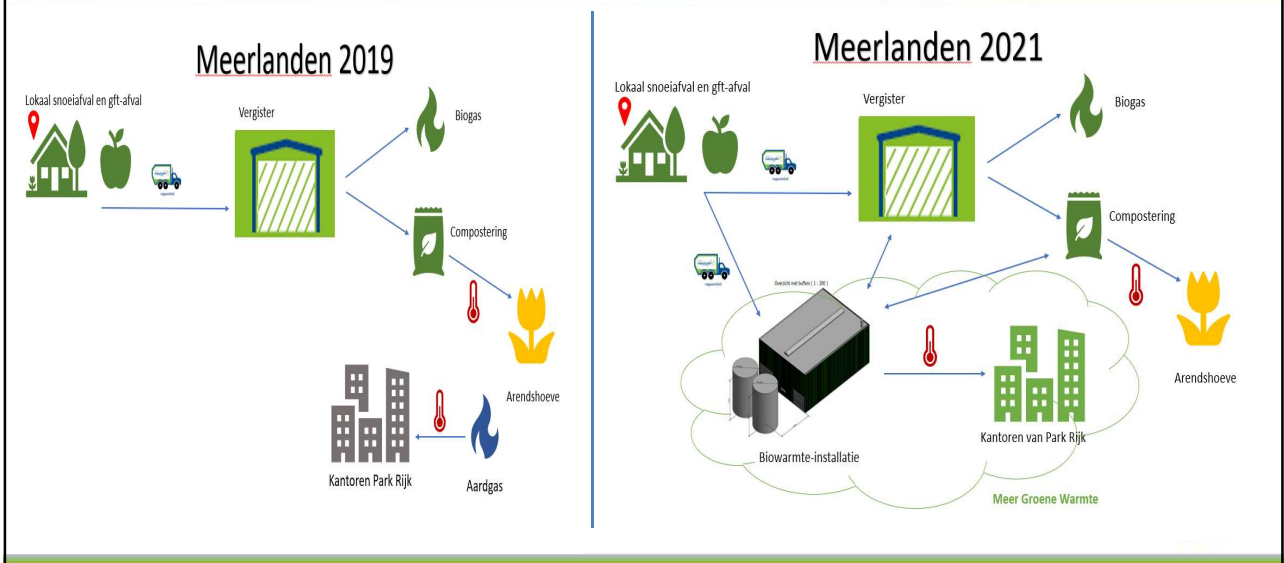 Meerlanden 2019
Lokaal snoeiafval en gft-afval
Vergister
Biogas
Compostering
Arendshoeve
Kantoren Park Rijk
Aardgas
Meerlanden 2021
Lokaal snoeiafval en gft-afval
Vergister
Biogas
Compostering
Overzicht met buffers ( 1 : 200 )
Arendshoeve
Kantoren van Park Rijk
Biowarmte-installatie
Meer Groene Warmte